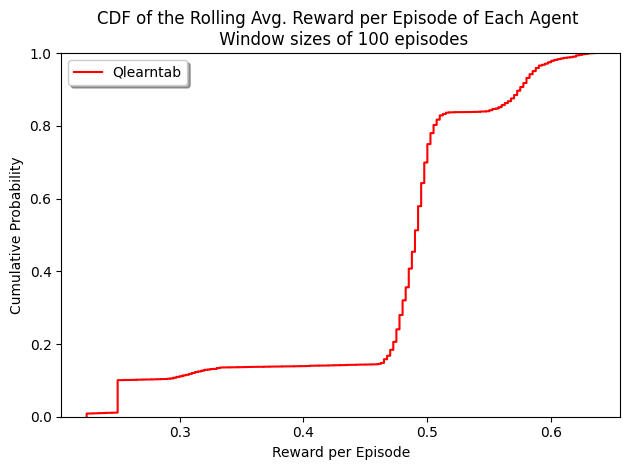 CDF of the Rolling Avg. Reward per Episode of Each Agent
Window sizes of 100 episodes
Qlearntab
Cumulative Probability
1.0
0.8
0.6
0.4
0.2
0.0
0.3 0.4 0.5 0.6
Reward per Episode